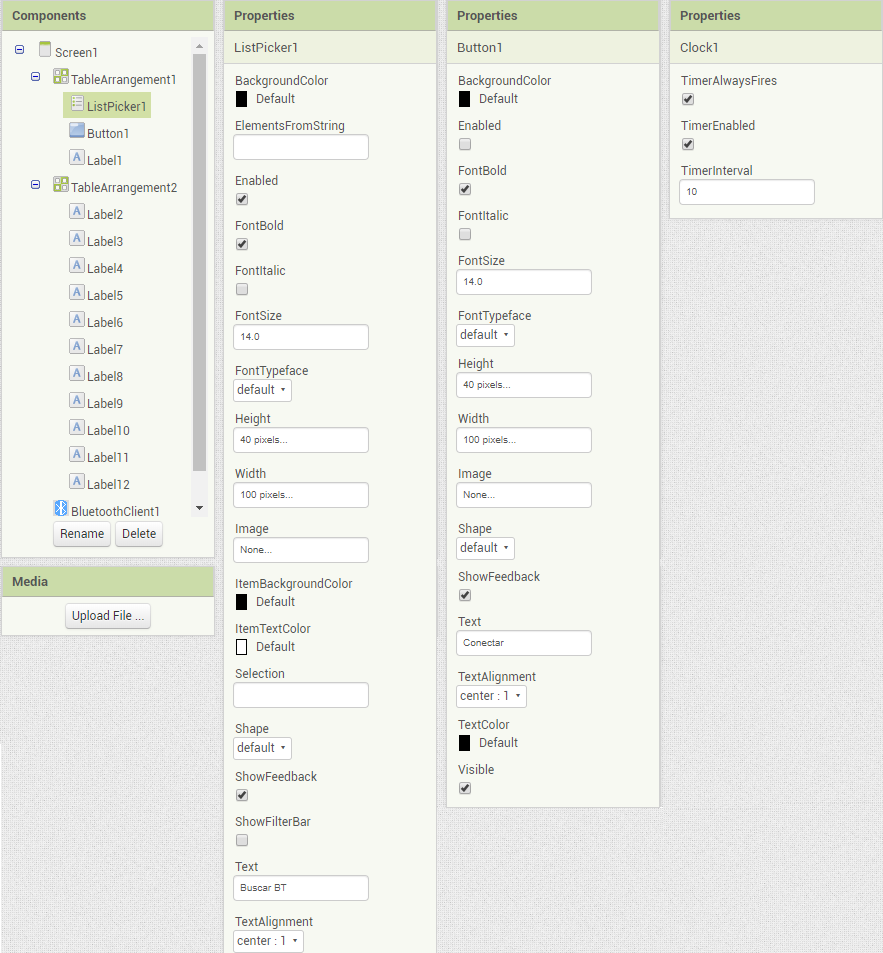 Components
Screen1
TableArrangement1
ListPicker1
Button1
Label1
TableArrangement2
Label2
Label3
Label4
Label5
Label6
Label7
Label8
Label9
Label10
Label11
Label12
BluetoothClient1
Rename Delete
Media
Upload File ...
Properties
ListPicker1
BackgroundColor
Default
ElementsFromString
Enabled
FontBold
FontItalic
FontSize
14.0
FontTypeface
default
Height
40 pixels...
Width
100 pixels...
Image
None...
ItemBackgroundColor
Default
ItemTextColor
Default
Selection
Shape
default
ShowFeedback
ShowFilterBar
Text
Buscar BT
TextAlignment
center : 1
Properties
Button1
BackgroundColor
Default
Enabled
FontBold
FontItalic
FontSize
14.0
FontTypeface
default
Height
40 pixels...
Width
100 pixels...
Image
None...
Shape
default
ShowFeedback
Text
Conectar
TextAlignment
center : 1
TextColor
Default
Visible
Properties
Clock1
TimerAlwaysFires
TimerEnabled
TimerInterval
10